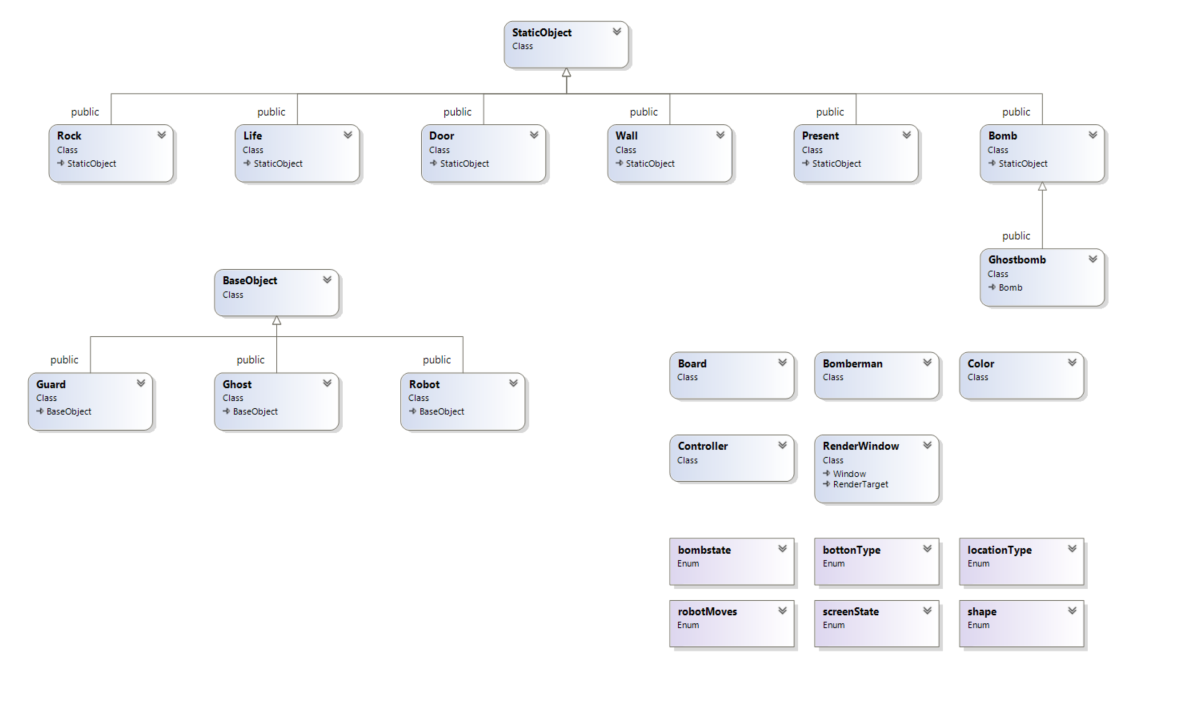 StaticObject
Class
public
public
public
public
public
public
Rock
Class
StaticObject
Life
Class
StaticObject
Door
Class
StaticObject
Wall
Class
StaticObject
Present
Class
StaticObject
Bomb
Class
StaticObject
public
Ghostbomb
Class
Bomb
BaseObject
Class
public
public
public
Guard
Class
BaseObject
Ghost
Class
BaseObject
Robot
Class
BaseObject
Board
Class
Bomberman
Class
Color
Class
Controller
Class
RenderWindow
Class
Window
RenderTarget
bombstate
Enum
bottonType
Enum
locationType
Enum
robotMoves
Enum
screenState
Enum
shape
Enum